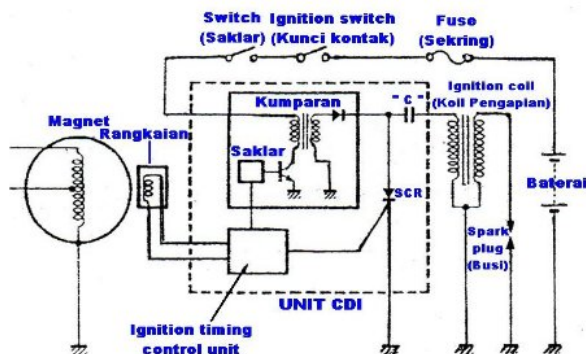 Switch
(Saklar)
Ignition switch
(Kunci kontak)
Fuse
(Sekring)
Magnet
Rangkaian
Kumparan
" C "
Ignition coil
(Koil Pengapian)
Saklar
SCR
Baterai
Spark
plug
(Busi)
UNIT CDI
Ignition timing
control unit